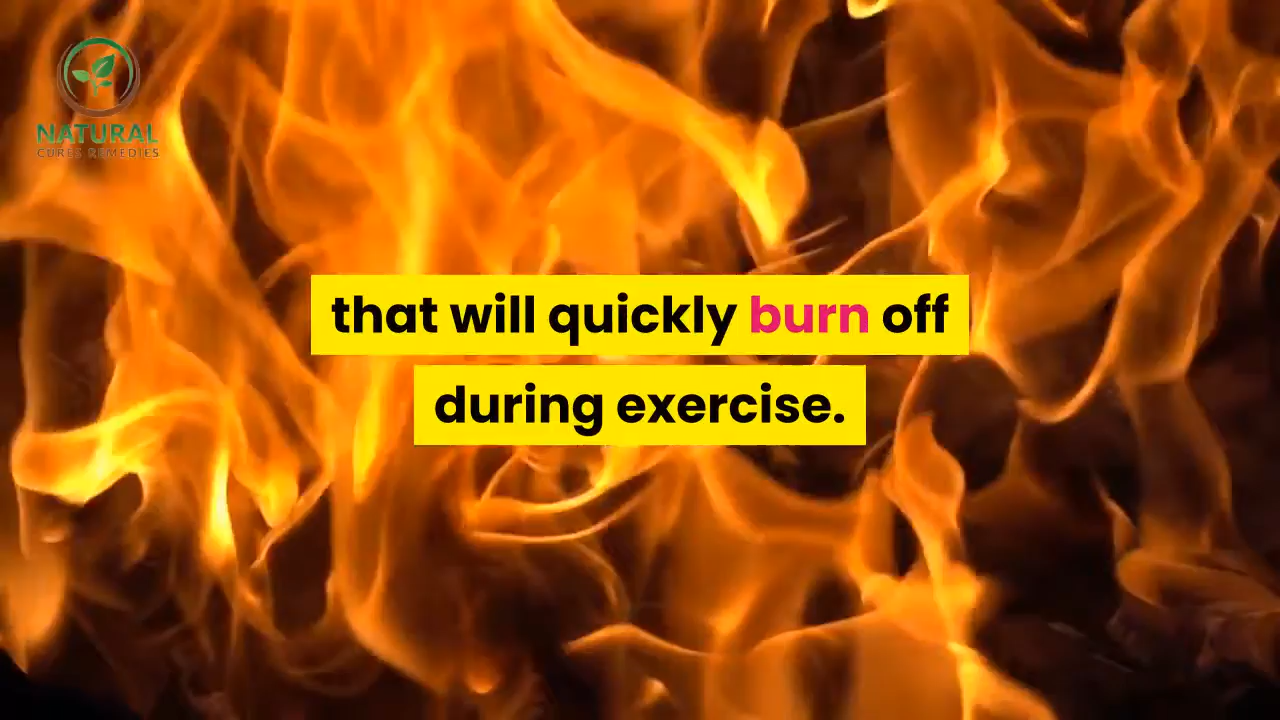 NATURAL
CURES REMEDIES
that will quickly burn off
during exercise.